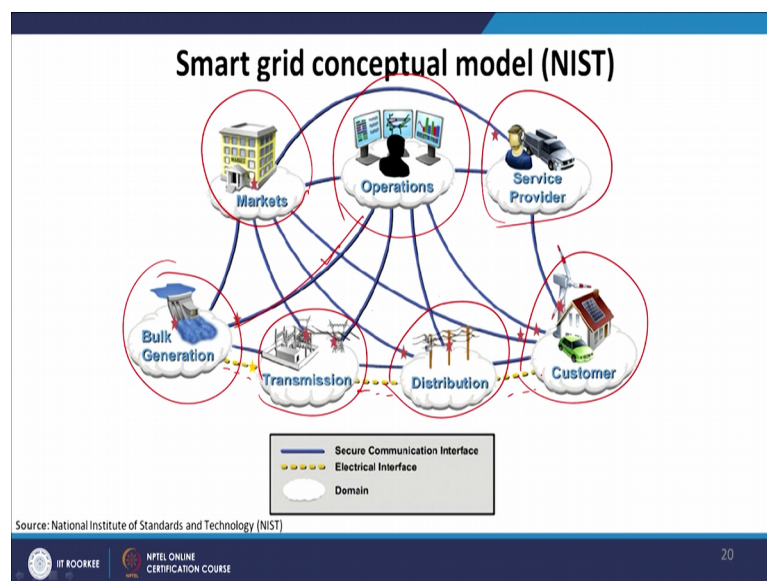 Smart grid conceptual model (NIST)
Markets
Operations
Service
Provider
Bulk
Generation
Transmission
Distribution
Customer
Secure Communication Interface
Electrical Interface
Domain
Source: National Institute of Standards and Technology (NIST)
IIT ROORKEE
NPTEL ONLINE
CERTIFICATION COURSE
20